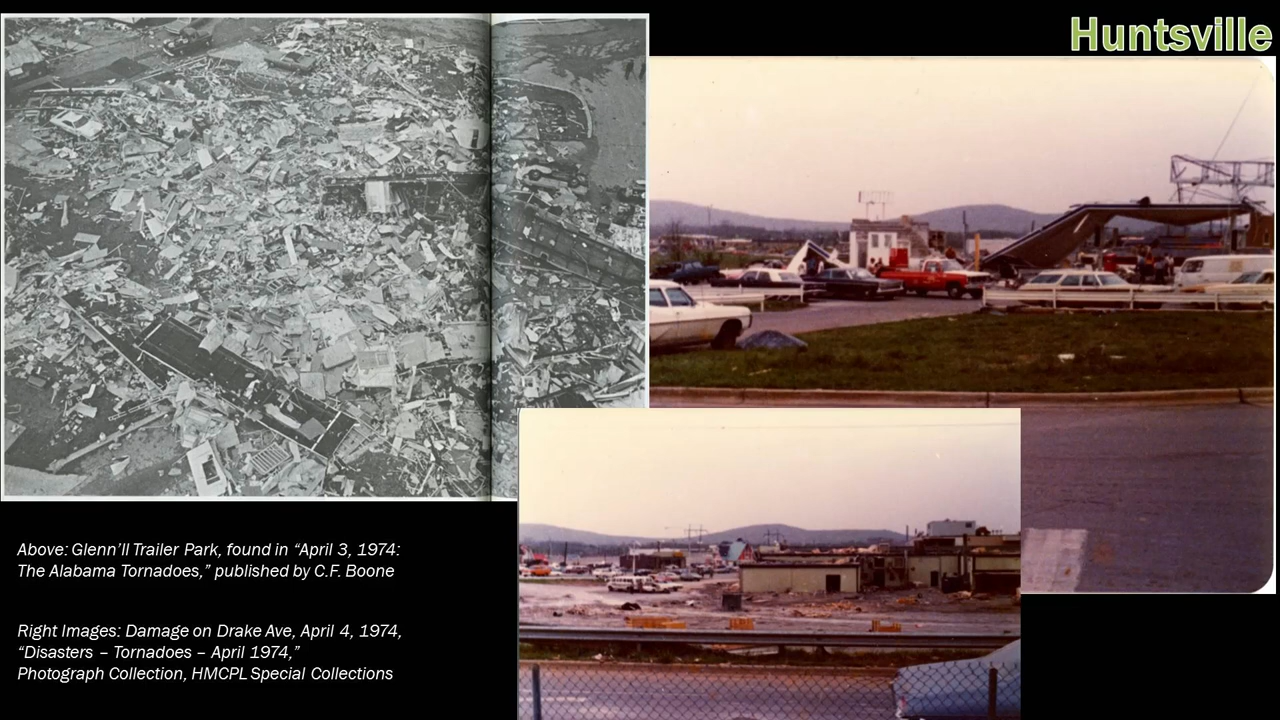 Huntsville
Above: Glenn'll Trailer Park, found in “April 3, 1974:
The Alabama Tornadoes,” published by C.F. Boone
Right Images: Damage on Drake Ave, April 4, 1974,
“Disasters – Tornadoes – April 1974,”
Photograph Collection, HMCPL Special Collections